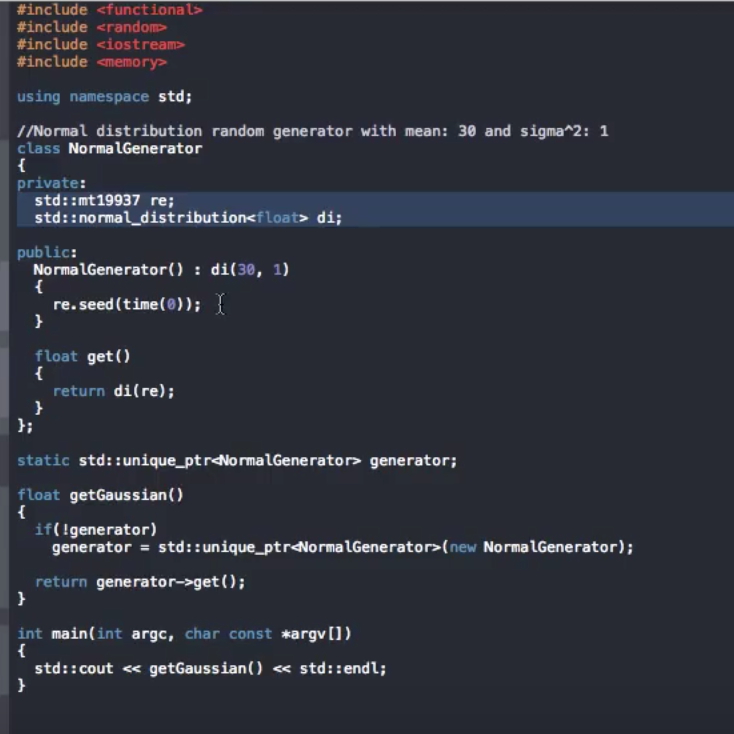 #include <functional>
#include <random>
#include <iostream>
#include <memory>
using namespace std;
//Normal distribution random generator with mean: 30 and sigma^2: 1
class NormalGenerator
{
private:
  std::mt19937 re;
  std::normal_distribution<float> di;
public:
  NormalGenerator() : di(30, 1)
  {
    re.seed(time(0));
  }
  float get()
  {
    return di(re);
  }
};
static std::unique_ptr<NormalGenerator> generator;
float getGaussian()
{
  if(!generator)
    generator = std::unique_ptr<NormalGenerator>(new NormalGenerator);
  return generator->get();
}
int main(int argc, char const *argv[])
{
  std::cout << getGaussian() << std::endl;
}